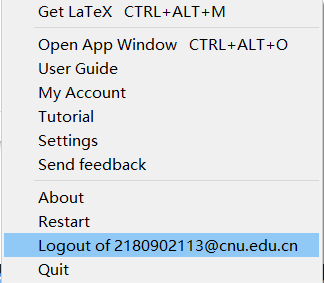 Get LaTeX CTRL+ALT+M
Open App Window CTRL+ALT+O
User Guide
My Account
Tutorial
Settings
Send feedback
About
Restart
Logout of 2180902113@cnu.edu.cn
Quit